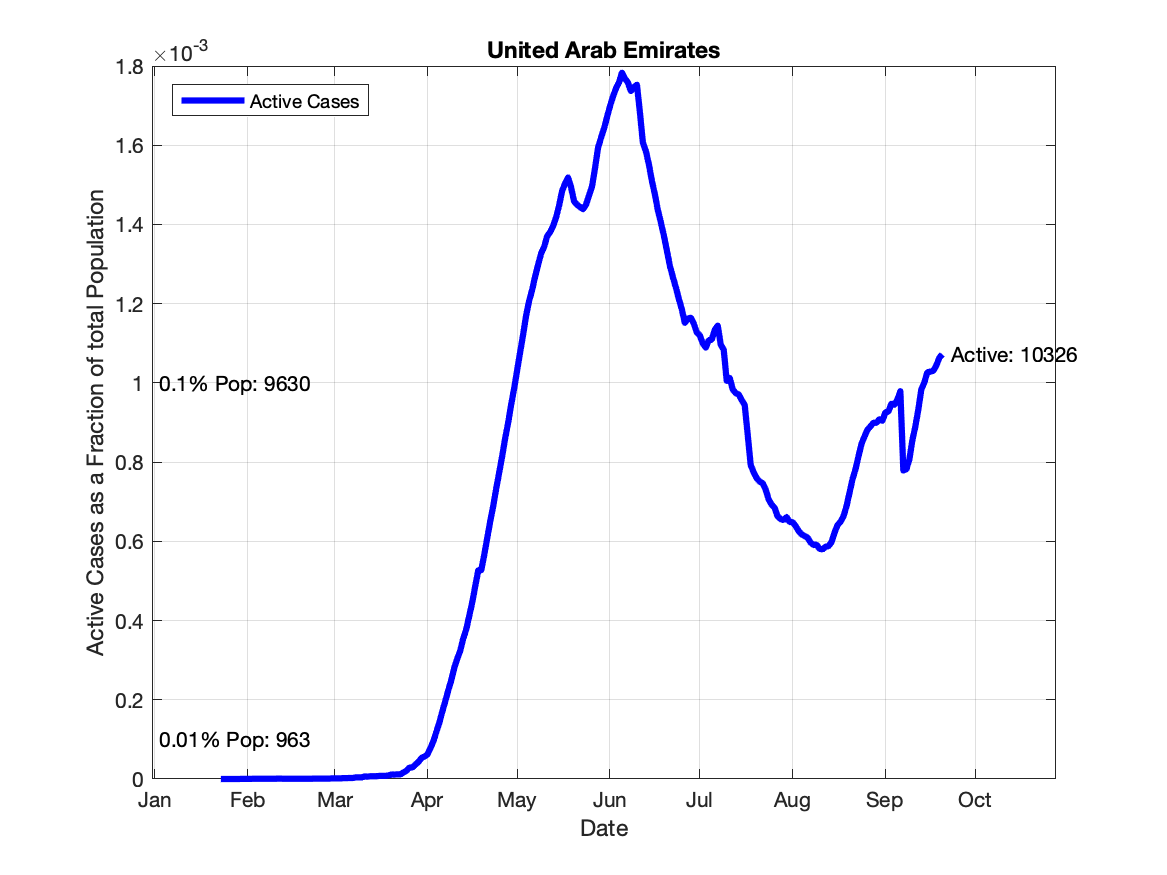 United Arab Emirates
×10-3
Active Cases
1.8
1.6
1.4
1.2
1
0.8
0.6
0.4
0.2
0
Active Cases as a Fraction of total Population
0.1% Pop: 9630
0.01% Pop: 963
Active: 10326
Jan Feb Mar Apr May Jun Jul Aug Sep Oct
Date